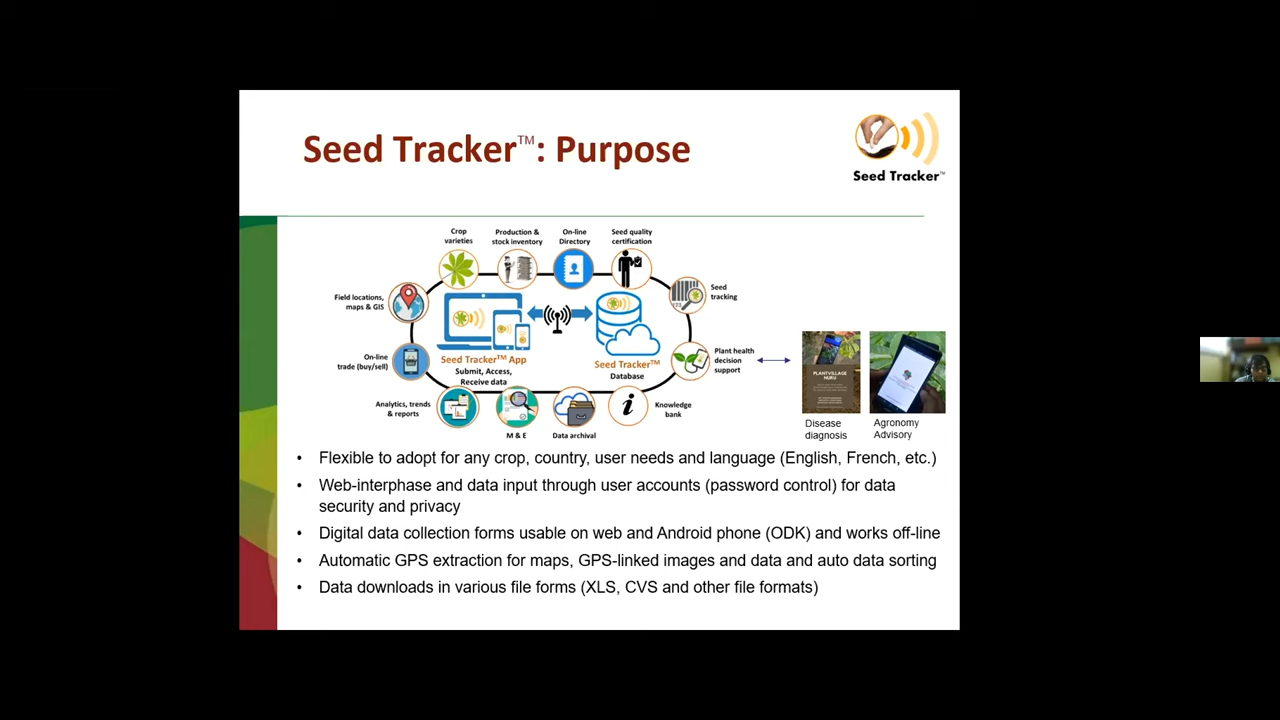 Seed Tracker™: Purpose
Seed Tracker™
Crop
varieties
Production &
stock inventory
On-line
Directory
Seed quality
certification
Field locations,
maps & GIS
Seed
tracking
On-line
trade (buy/sell)
Seed Tracker™ App
Submit, Access,
Receive data
Seed Tracker™
Database
Plant health
decision
support
Analytics, trends
& reports
M & E
Data archival
Knowledge
bank
PLANTVILLAGE
NURU
Disease
diagnosis
Agronomy
Advisory
• Flexible to adopt for any crop, country, user needs and language (English, French, etc.)
• Web-interphase and data input through user accounts (password control) for data
security and privacy
• Digital data collection forms usable on web and Android phone (ODK) and works off-line
• Automatic GPS extraction for maps, GPS-linked images and data and auto data sorting
• Data downloads in various file forms (XLS, CVS and other file formats)